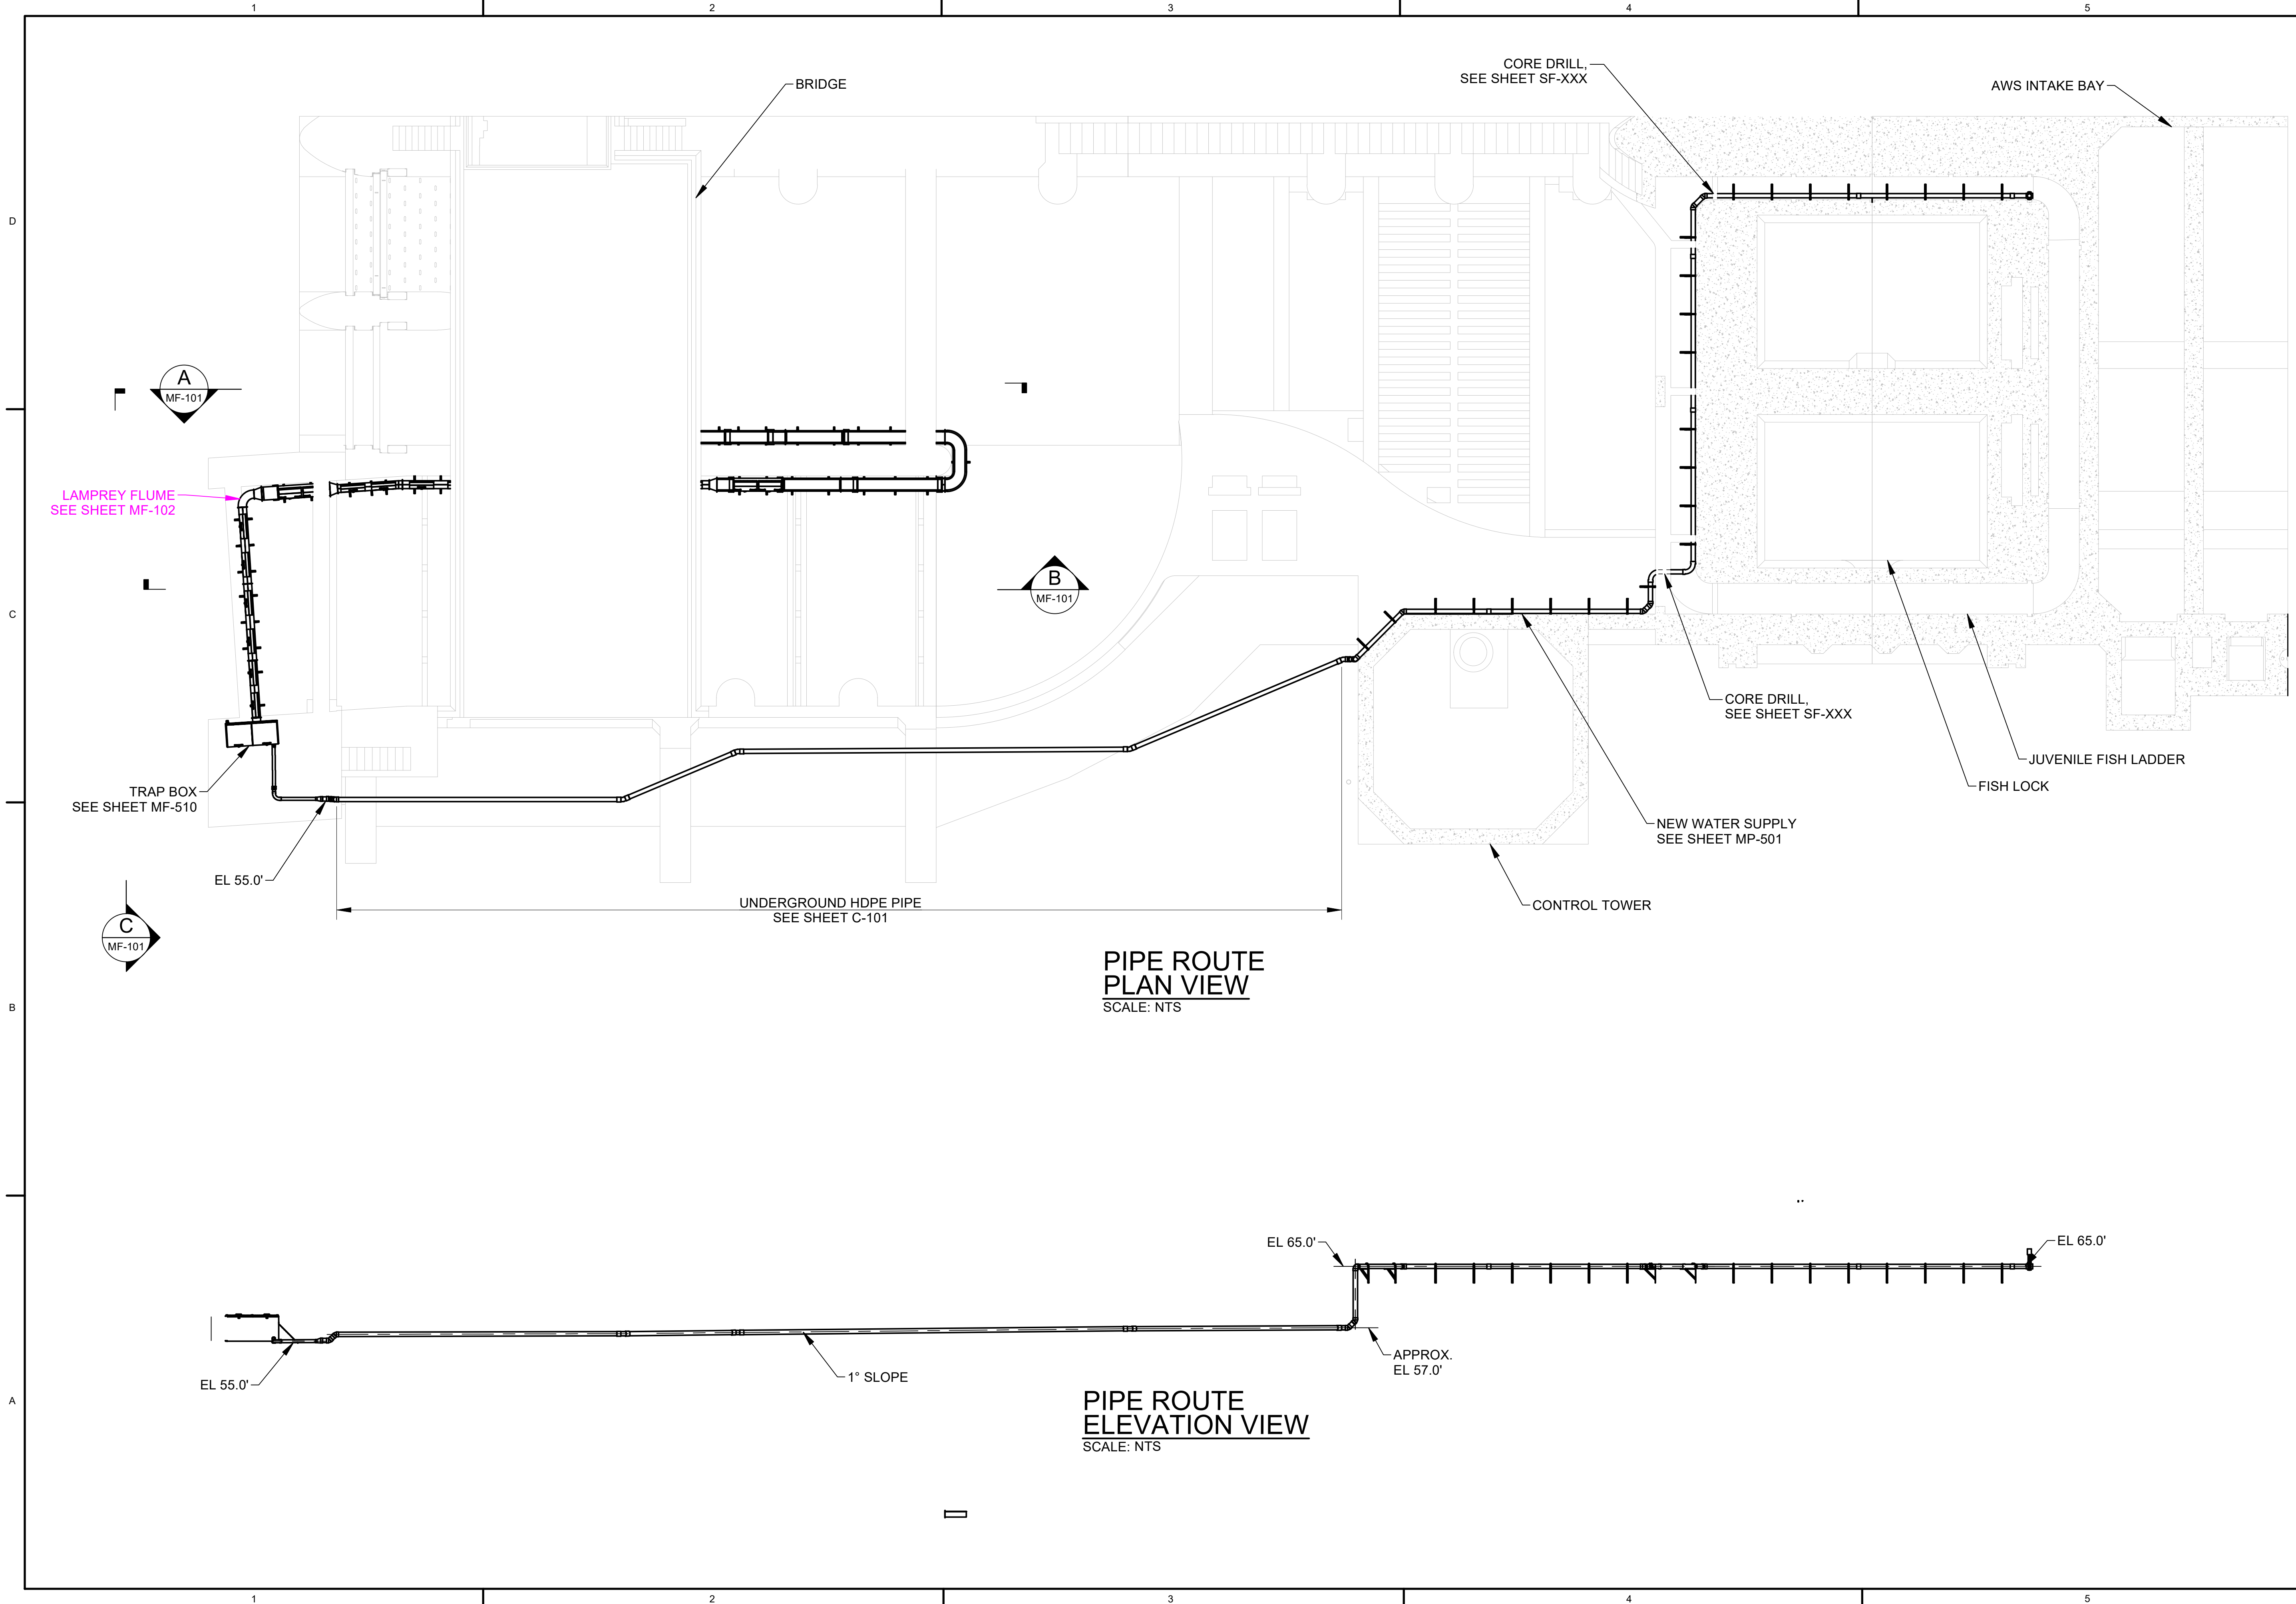 1 2 3 4 5
CORE DRILL,
SEE SHEET SF-XXX
BRIDGE
AWS INTAKE BAY
D
A
MF-101
LAMPREY FLUME
SEE SHEET MF-102
B
MF-101
C
CORE DRILL,
SEE SHEET SF-XXX
JUVENILE FISH LADDER
FISH LOCK
TRAP BOX
SEE SHEET MF-510
NEW WATER SUPPLY
SEE SHEET MP-501
EL 55.0'
UNDERGROUND HDPE PIPE
SEE SHEET C-101
CONTROL TOWER
C
MF-101
PIPE ROUTE
PLAN VIEW
SCALE: NTS
B
EL 65.0'
EL 65.0'
APPROX.
EL 57.0'
1° SLOPE
EL 55.0'
A
PIPE ROUTE
ELEVATION VIEW
SCALE: NTS
1 2 3 4 5